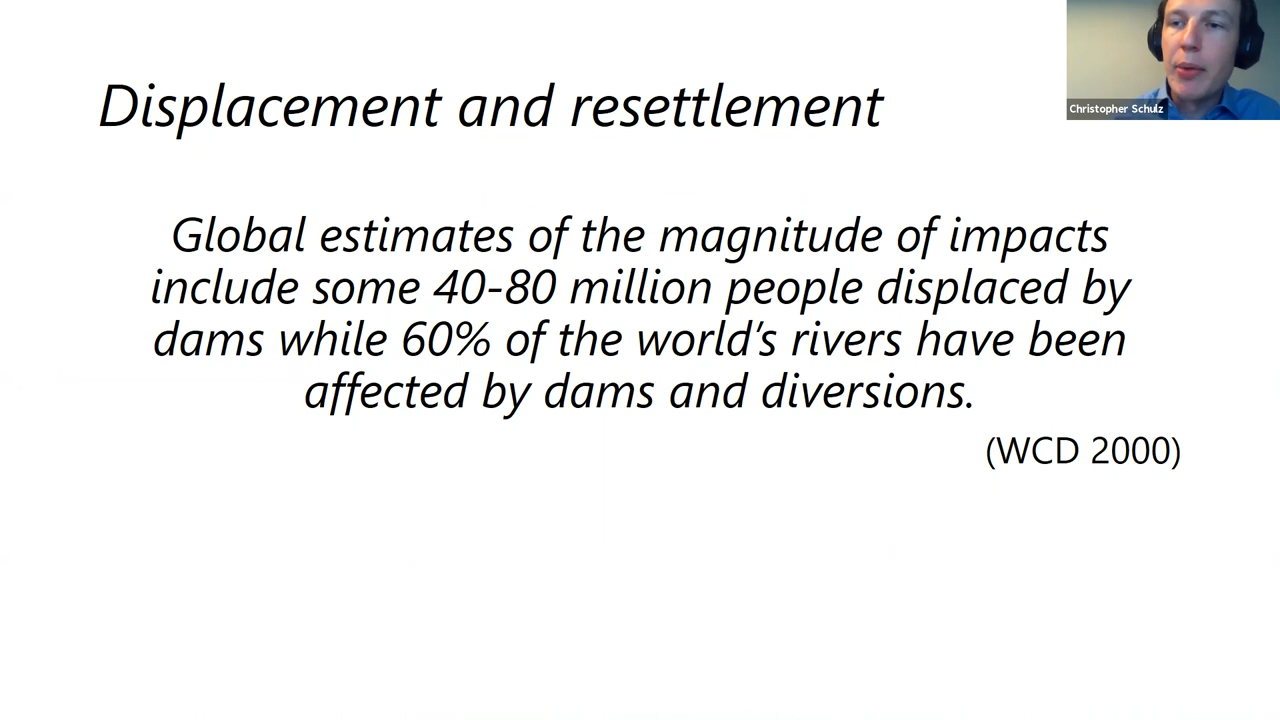 Displacement and resettlement
Christopher Schulz
Global estimates of the magnitude of impacts
include some 40-80 million people displaced by
dams while 60% of the world's rivers have been
affected by dams and diversions.
(WCD 2000)